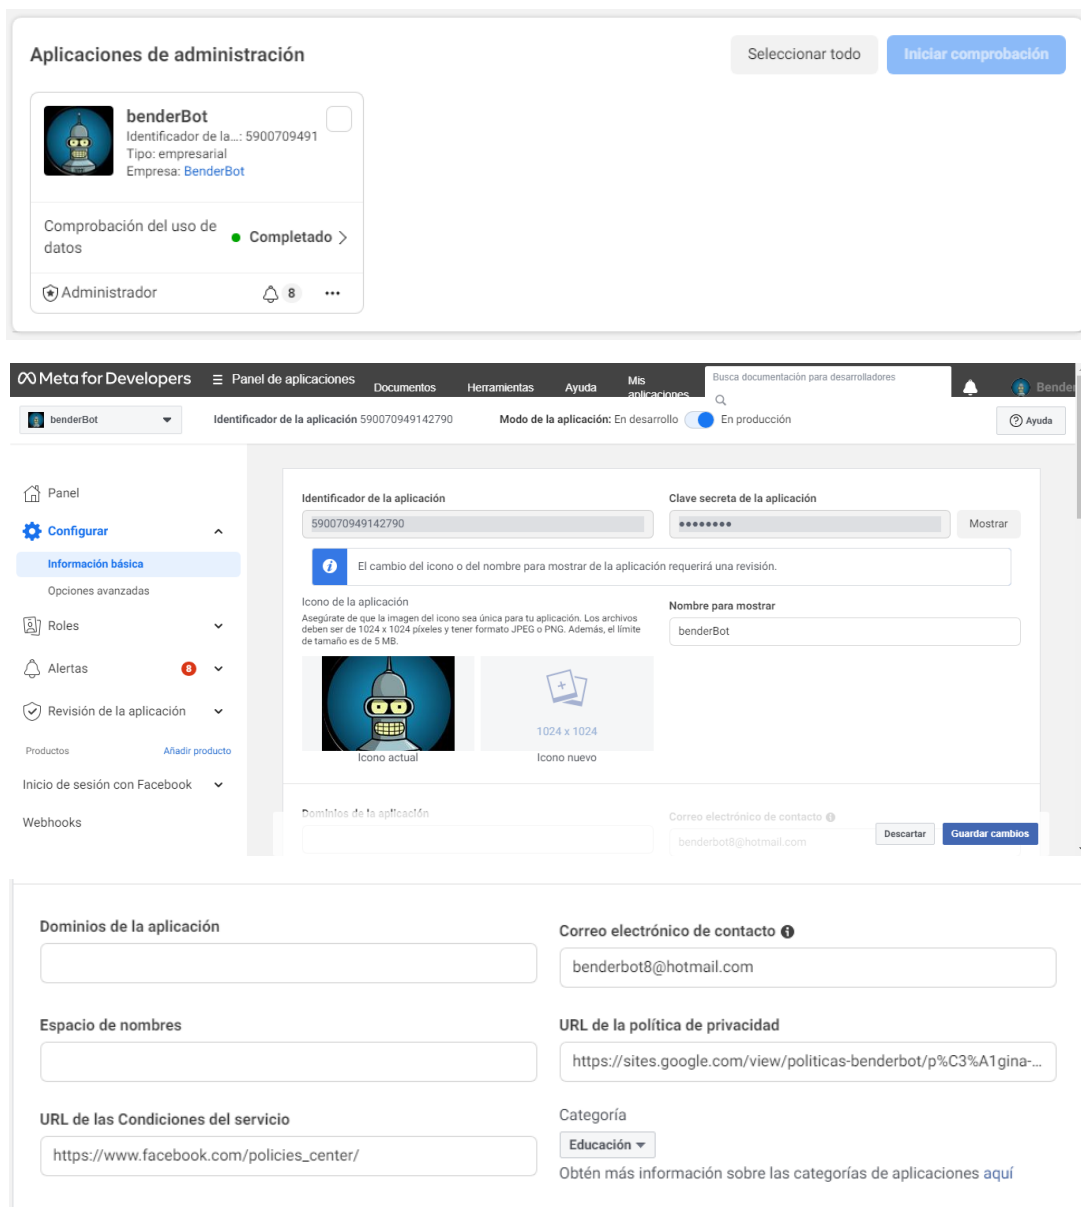 Aplicaciones de administración
Seleccionar todo
Iniciar comprobación
benderBot
Identificador de la...: 5900709491
Tipo: empresarial
Empresa: BenderBot
Comprobación del uso de datos
Completado
Administrador
8
Meta for Developers
Panel de aplicaciones
Documentos
Herramientas
Ayuda
Mis aplicaciones
Busca documentación para desarrolladores
Bender
benderBot
Identificador de la aplicación 590070949142790
Modo de la aplicación: En desarrollo
En producción
Ayuda
Panel
Configurar
Información básica
Opciones avanzadas
Roles
Alertas
8
Revisión de la aplicación
Productos
Añadir producto
Inicio de sesión con Facebook
Webhooks
Identificador de la aplicación
590070949142790
Clave secreta de la aplicación
Mostrar
El cambio del icono o del nombre para mostrar de la aplicación requerirá una revisión.
Icono de la aplicación
Asegúrate de que la imagen del icono sea única para tu aplicación. Los archivos
deben ser de 1024 x 1024 píxeles y tener formato JPEG o PNG. Además, el límite
de tamaño es de 5 MB.
Nombre para mostrar
benderBot
1024 x 1024
Icono actual
Icono nuevo
Dominios de la aplicación
Correo electrónico de contacto
benderbot8@hotmail.com
Descartar
Guardar cambios
Dominios de la aplicación
Correo electrónico de contacto
benderbot8@hotmail.com
Espacio de nombres
URL de la política de privacidad
https://sites.google.com/view/politicas-benderbot/p%C3%A1gina-...
URL de las Condiciones del servicio
https://www.facebook.com/policies_center/
Categoría
Educación
Obtén más información sobre las categorías de aplicaciones aquí